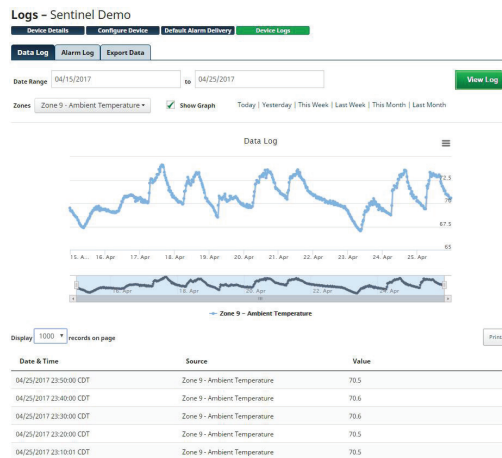 Logs – Sentinel Demo
Device Details Configure Device Default Alarm Delivery Device Logs
Data Log Alarm Log Export Data
Date Range 04/15/2017 to 04/25/2017 View Log
Zones Zone 9 - Ambient Temperature Show Graph Today | Yesterday | This Week | Last Week | This Month | Last Month
Data Log
72.5
70
67.5
65
15. A... 16. Apr 17. Apr 18. Apr 19. Apr 20. Apr 21. Apr 22. Apr 23. Apr 24. Apr 25. Apr
16. Apr 18. Apr 20. Apr 22. Apr 24. Apr
Zone 9 – Ambient Temperature
Display 1000 records on page Print
Date & Time Source Value
04/25/2017 23:50:00 CDT Zone 9 - Ambient Temperature 70.5
04/25/2017 23:40:00 CDT Zone 9 - Ambient Temperature 70.6
04/25/2017 23:30:00 CDT Zone 9 - Ambient Temperature 70.6
04/25/2017 23:20:00 CDT Zone 9 - Ambient Temperature 70.5
04/25/2017 23:10:01 CDT Zone 9 - Ambient Temperature 70.5